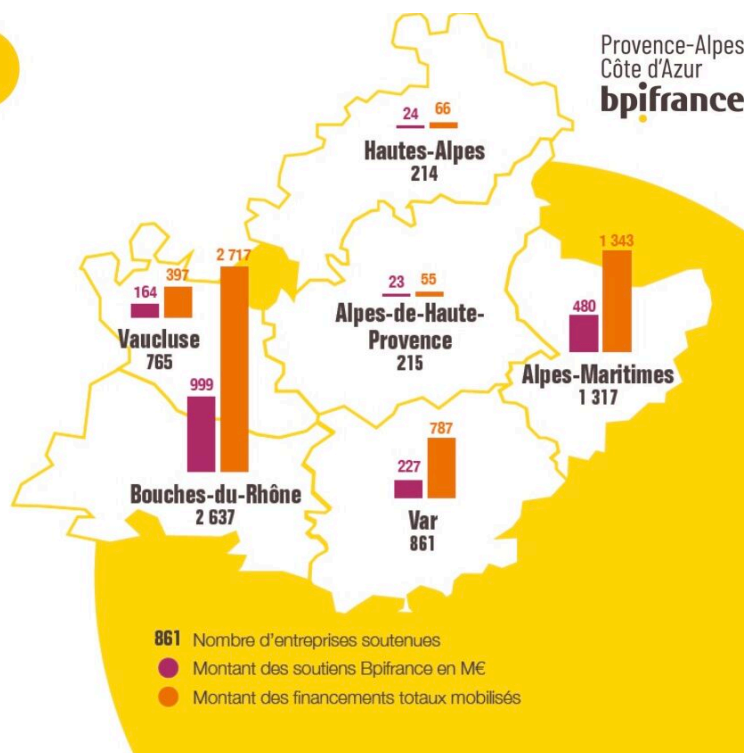 Provence-Alpes
Côte d'Azur
bpifrance
24 66
Hautes-Alpes
214
164 397
Vaucluse
765
23 55
Alpes-de-Haute-
Provence
215
480 1 343
Alpes-Maritimes
1 317
999 2 717
Bouches-du-Rhône
2 637
227 787
Var
861
861 Nombre d'entreprises soutenues
Montant des soutiens Bpifrance en M€
Montant des financements totaux mobilisés